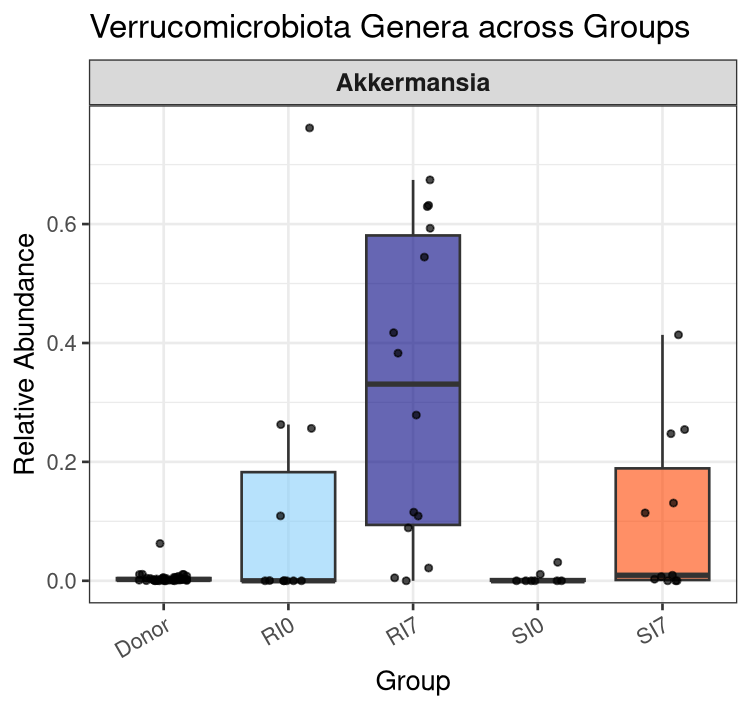 Verrucomicrobiota Genera across Groups
Akkermansia
Relative Abundance
0.6
0.4
0.2
0.0
Donor
RI0
RI7
SI0
SI7
Group